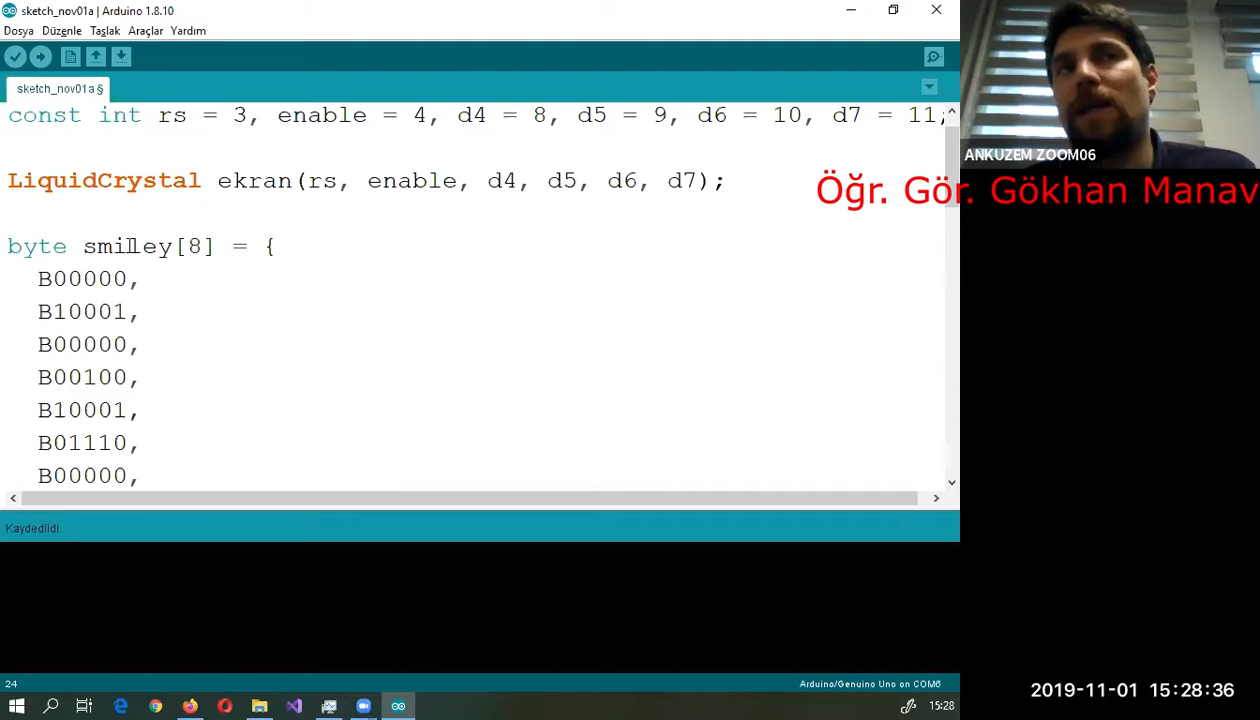 sketch_nov01a | Arduino 1.8.10
Dosya Düzenle Taşlak Araçlar Yardım
sketch_nov01a §
const int rs = 3, enable = 4, d4 = 8, d5 = 9, d6 = 10, d7 = 11;
ANKUZEM ZOOM06
LiquidCrystal ekran(rs, enable, d4, d5, d6, d7);
Öğr. Gör. Gökhan Manav
byte smilley[8] = {
B00000,
B10001,
B00000,
B00100,
B10001,
B01110,
B00000,
Kaydedildi.
24
Arduino/Genuino Uno on COM6
2019-11-01 15:28:36
15:28